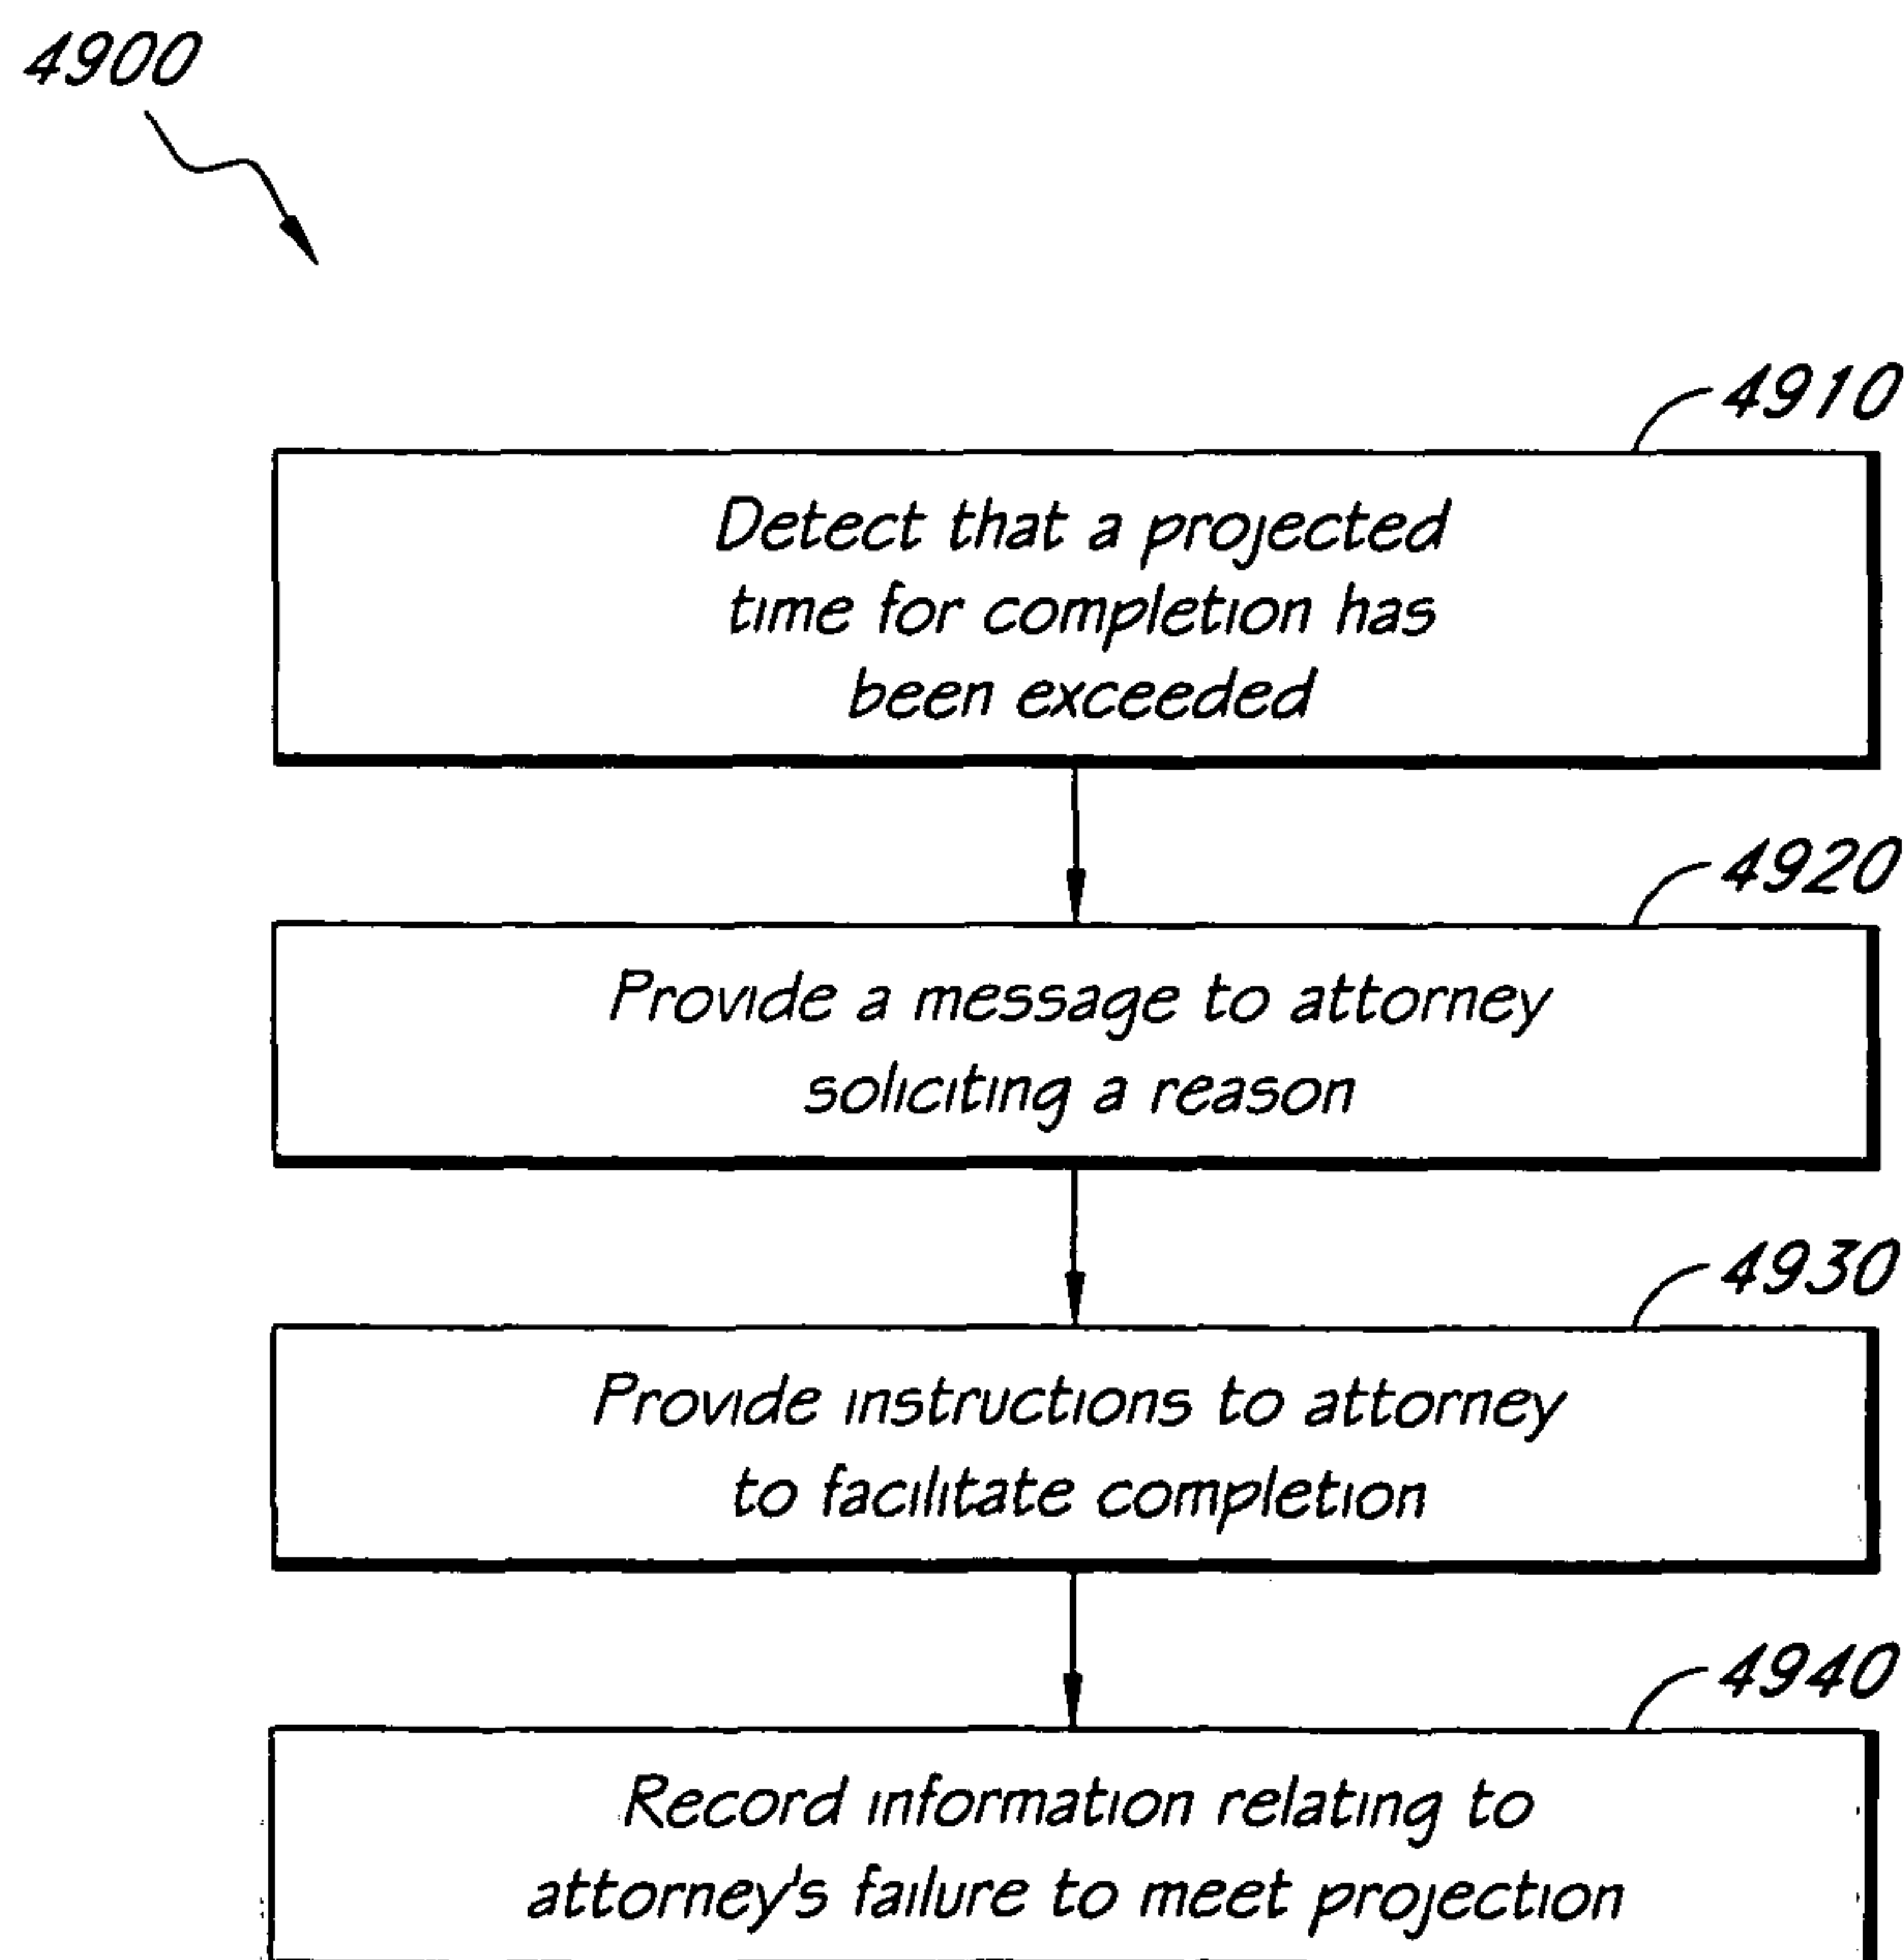 4900
4910
Detect that a projected
time for completion has
been exceeded
4920
Provide a message to attorney
soliciting a reason
4930
Provide instructions to attorney
to facilitate completion
4940
Record information relating to
attorney's failure to meet projection